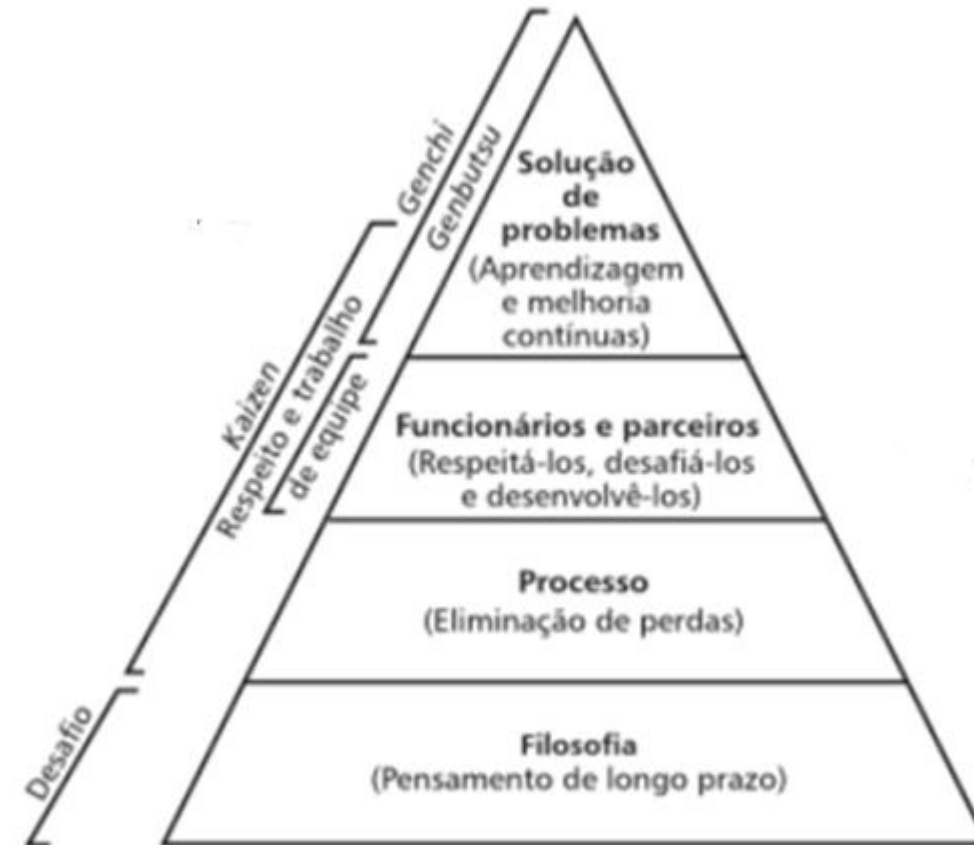 Genchi
Genbutsu
Kaizen
Respeito e trabalho
de equipe
Desafio
Solução
de
problemas
(Aprendizagem
e melhoria
contínuas)
Funcionários e parceiros
(Respeitá-los, desafiá-los
e desenvolvê-los)
Processo
(Eliminação de perdas)
Filosofia
(Pensamento de longo prazo)